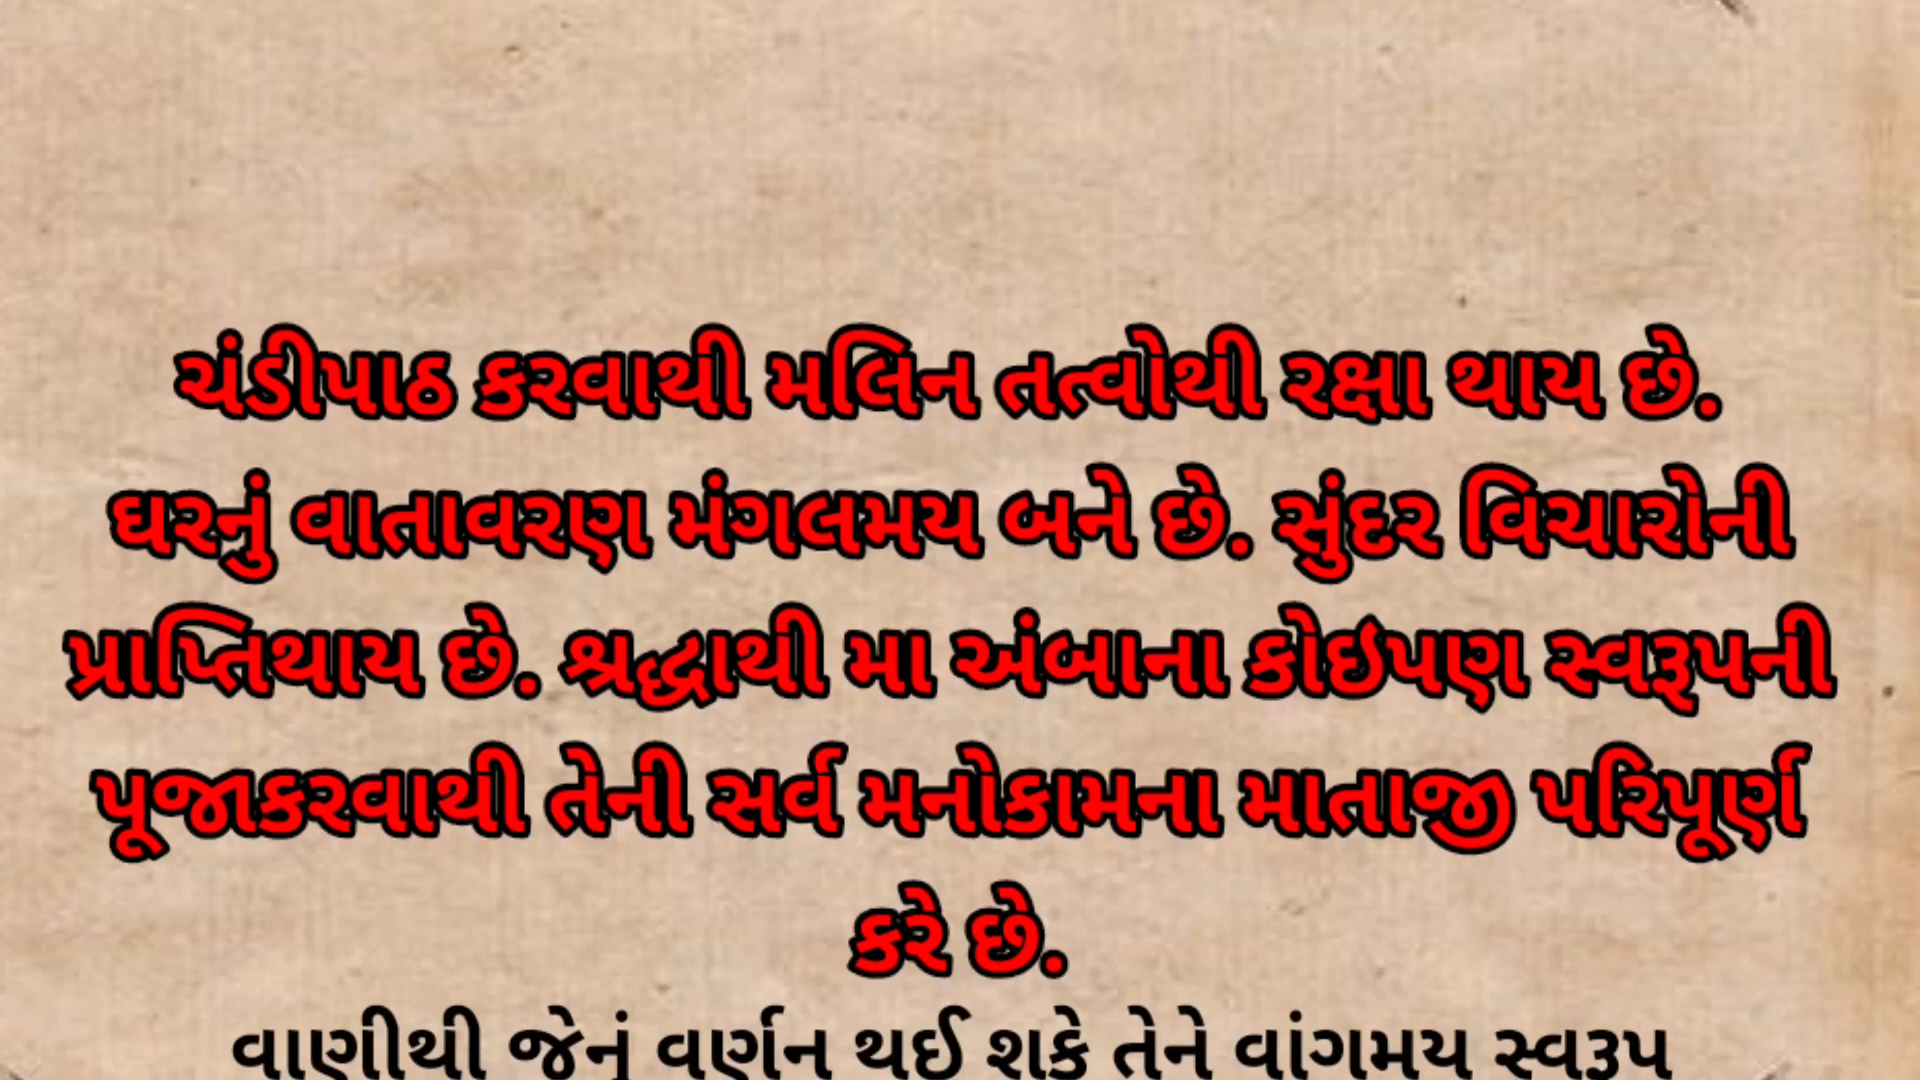 ચંડીપાઠ કરવાથી મલિન તત્વોથી રક્ષા થાય છે.
ઘરનું વાતાવરણ મંગલમય બને છે. સુંદર વિચારોની
પ્રાપ્તિથાય છે. શ્રદ્ધાથી મા અંબાના કોઇપણ સ્વરૂપની
પૂજાકરવાથી તેની સર્વ મનોકામના માતાજી પરિપૂર્ણ
કરે છે.
વાણીથી જેનું વર્ણન થઈ શકે તેને વાંગમય સ્વરૂપ